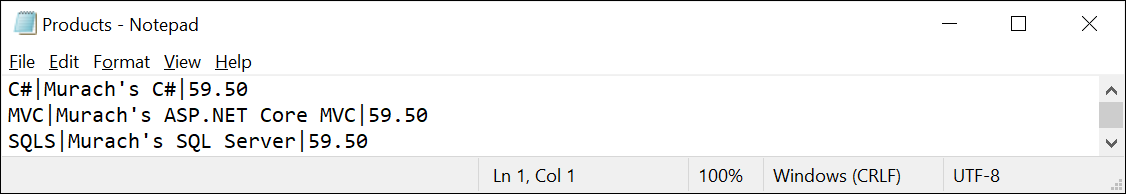 Products - Notepad
File Edit Format View Help
C#|Murach's C#|59.50
MVC|Murach's ASP.NET Core MVC|59.50
SQLS|Murach's SQL Server|59.50
Ln 1, Col 1 100% Windows (CRLF) UTF-8